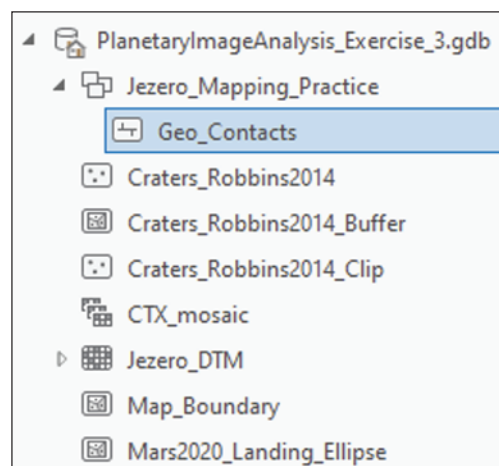 PlanetaryImageAnalysis_Exercise_3.gdb
Jezero_Mapping_Practice
Geo_Contacts
Craters_Robbins2014
Craters_Robbins2014_Buffer
Craters_Robbins2014_Clip
CTX_mosaic
Jezero_DTM
Map_Boundary
Mars2020_Landing_Ellipse